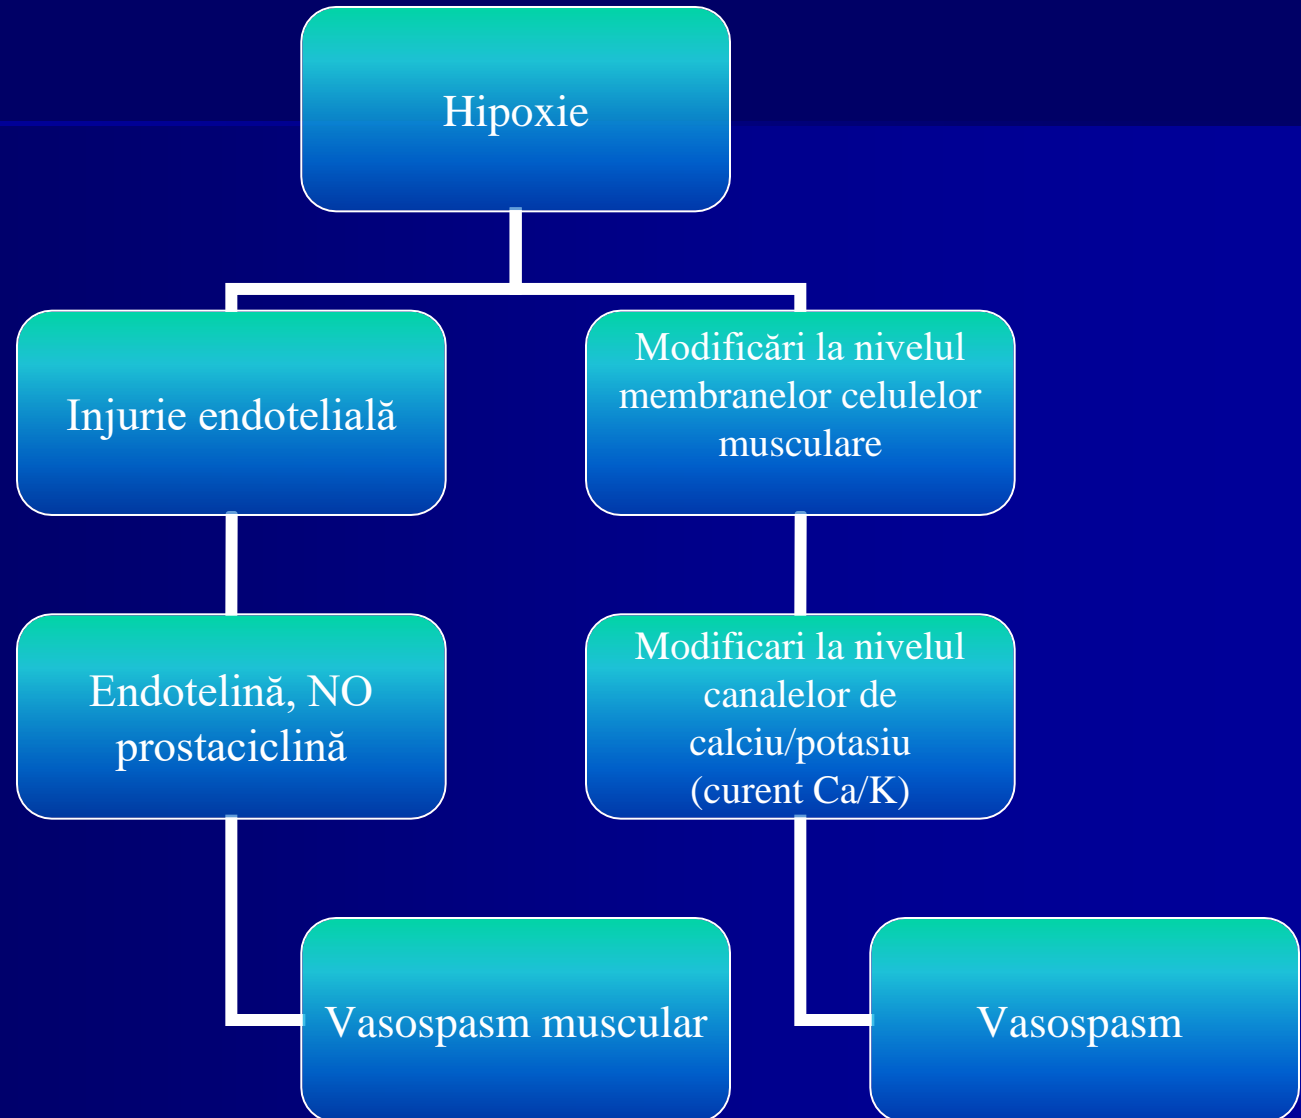 Hipoxie
Injurie endotelială
Modificări la nivelul
membranelor celulelor
musculare
Endotelină, NO
prostaciclină
Modificari la nivelul
canalelor de
calciu/potasiu
(curent Ca/K)
Vasospasm muscular
Vasospasm